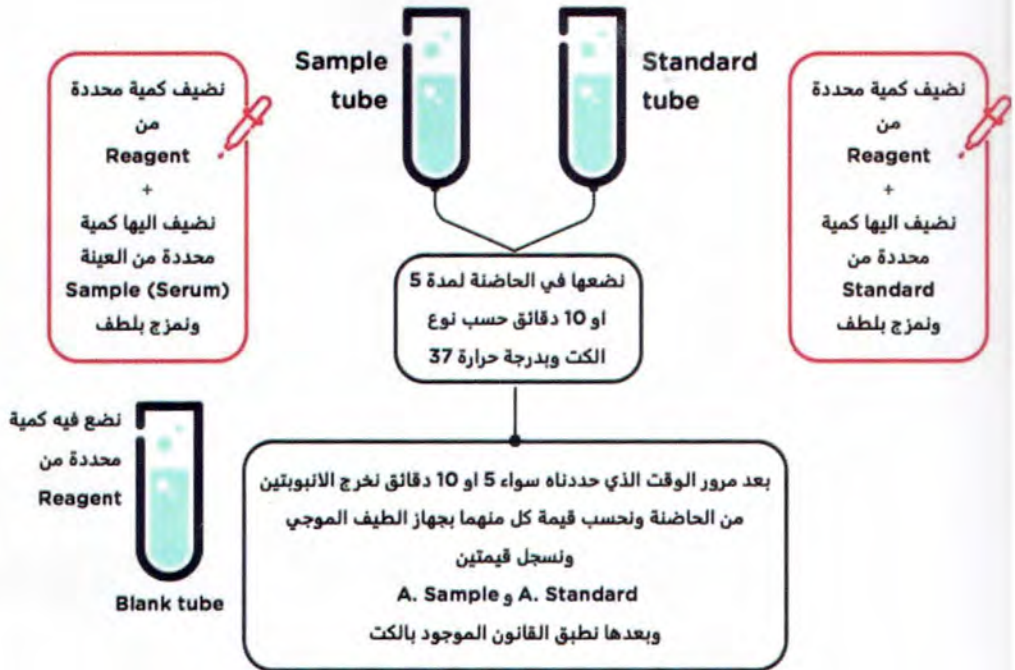 Sample
tube
Standard
tube
نضيف كمية محددة
من
Reagent
+
نضيف اليها كمية
محددة من العينة
Sample (Serum)
ونمزج بلطف
نضيف كمية محددة
من
Reagent
+
نضيف اليها كمية
محددة من
Standard
ونمزج بلطف
نضعها في الحاضنة لمدة 5
او 10 دقائق حسب نوع
الكت وبدرجة حرارة 37
نضع فيه كمية
محددة من
Reagent
Blank tube
بعد مرور الوقت الذي حددناه سواء 5 او 10 دقائق نخرج الانبوبتين
من الحاضنة ونحسب قيمة كل منهما بجهاز الطيف الموجي
ونسجل قيمتين
A. Standard و A. Sample
وبعدها نطبق القانون الموجود بالكت